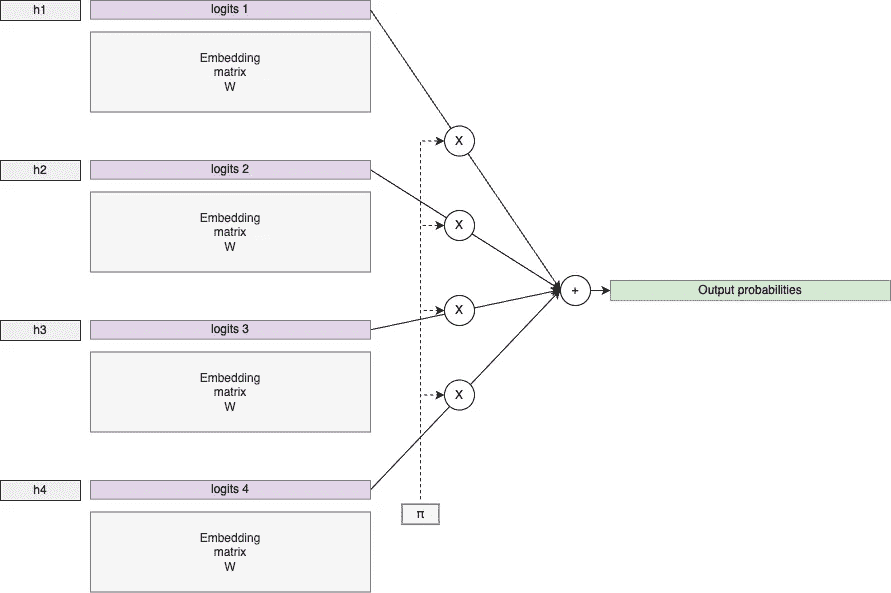 h1
logits 1
Embedding
matrix
W
X
h2
logits 2
Embedding
matrix
W
X
+
Output probabilities
h3
logits 3
X
Embedding
matrix
W
X
h4
logits 4
π
Embedding
matrix
W